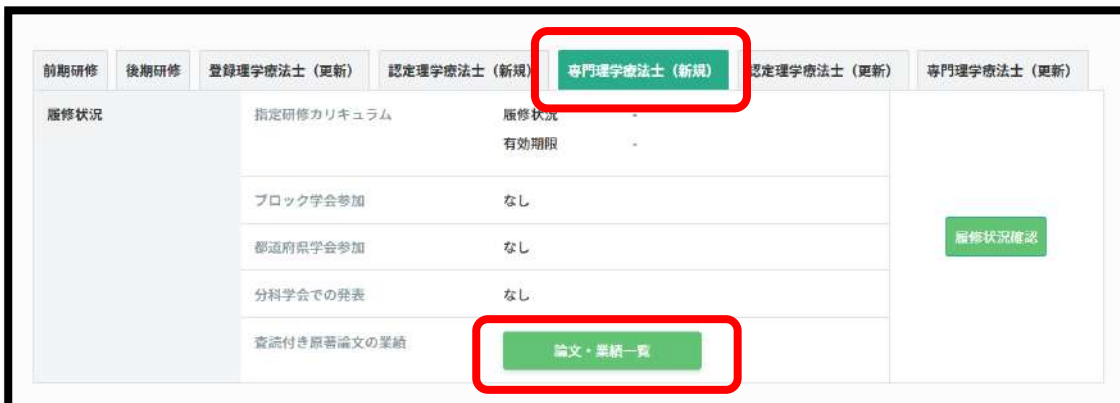 前期研修 後期研修 登録理学療法士（更新） 認定理学療法士（新規） 専門理学療法士（新規） 認定理学療法士（更新） 専門理学療法士（更新）
履修状況 指定研修カリキュラム 履修状況 -
有効期限 -
ブロック学会参加 なし
都道府県学会参加 なし
履修状況確認
分科学会での発表 なし
査読付き原著論文の業績 論文・業績一覧